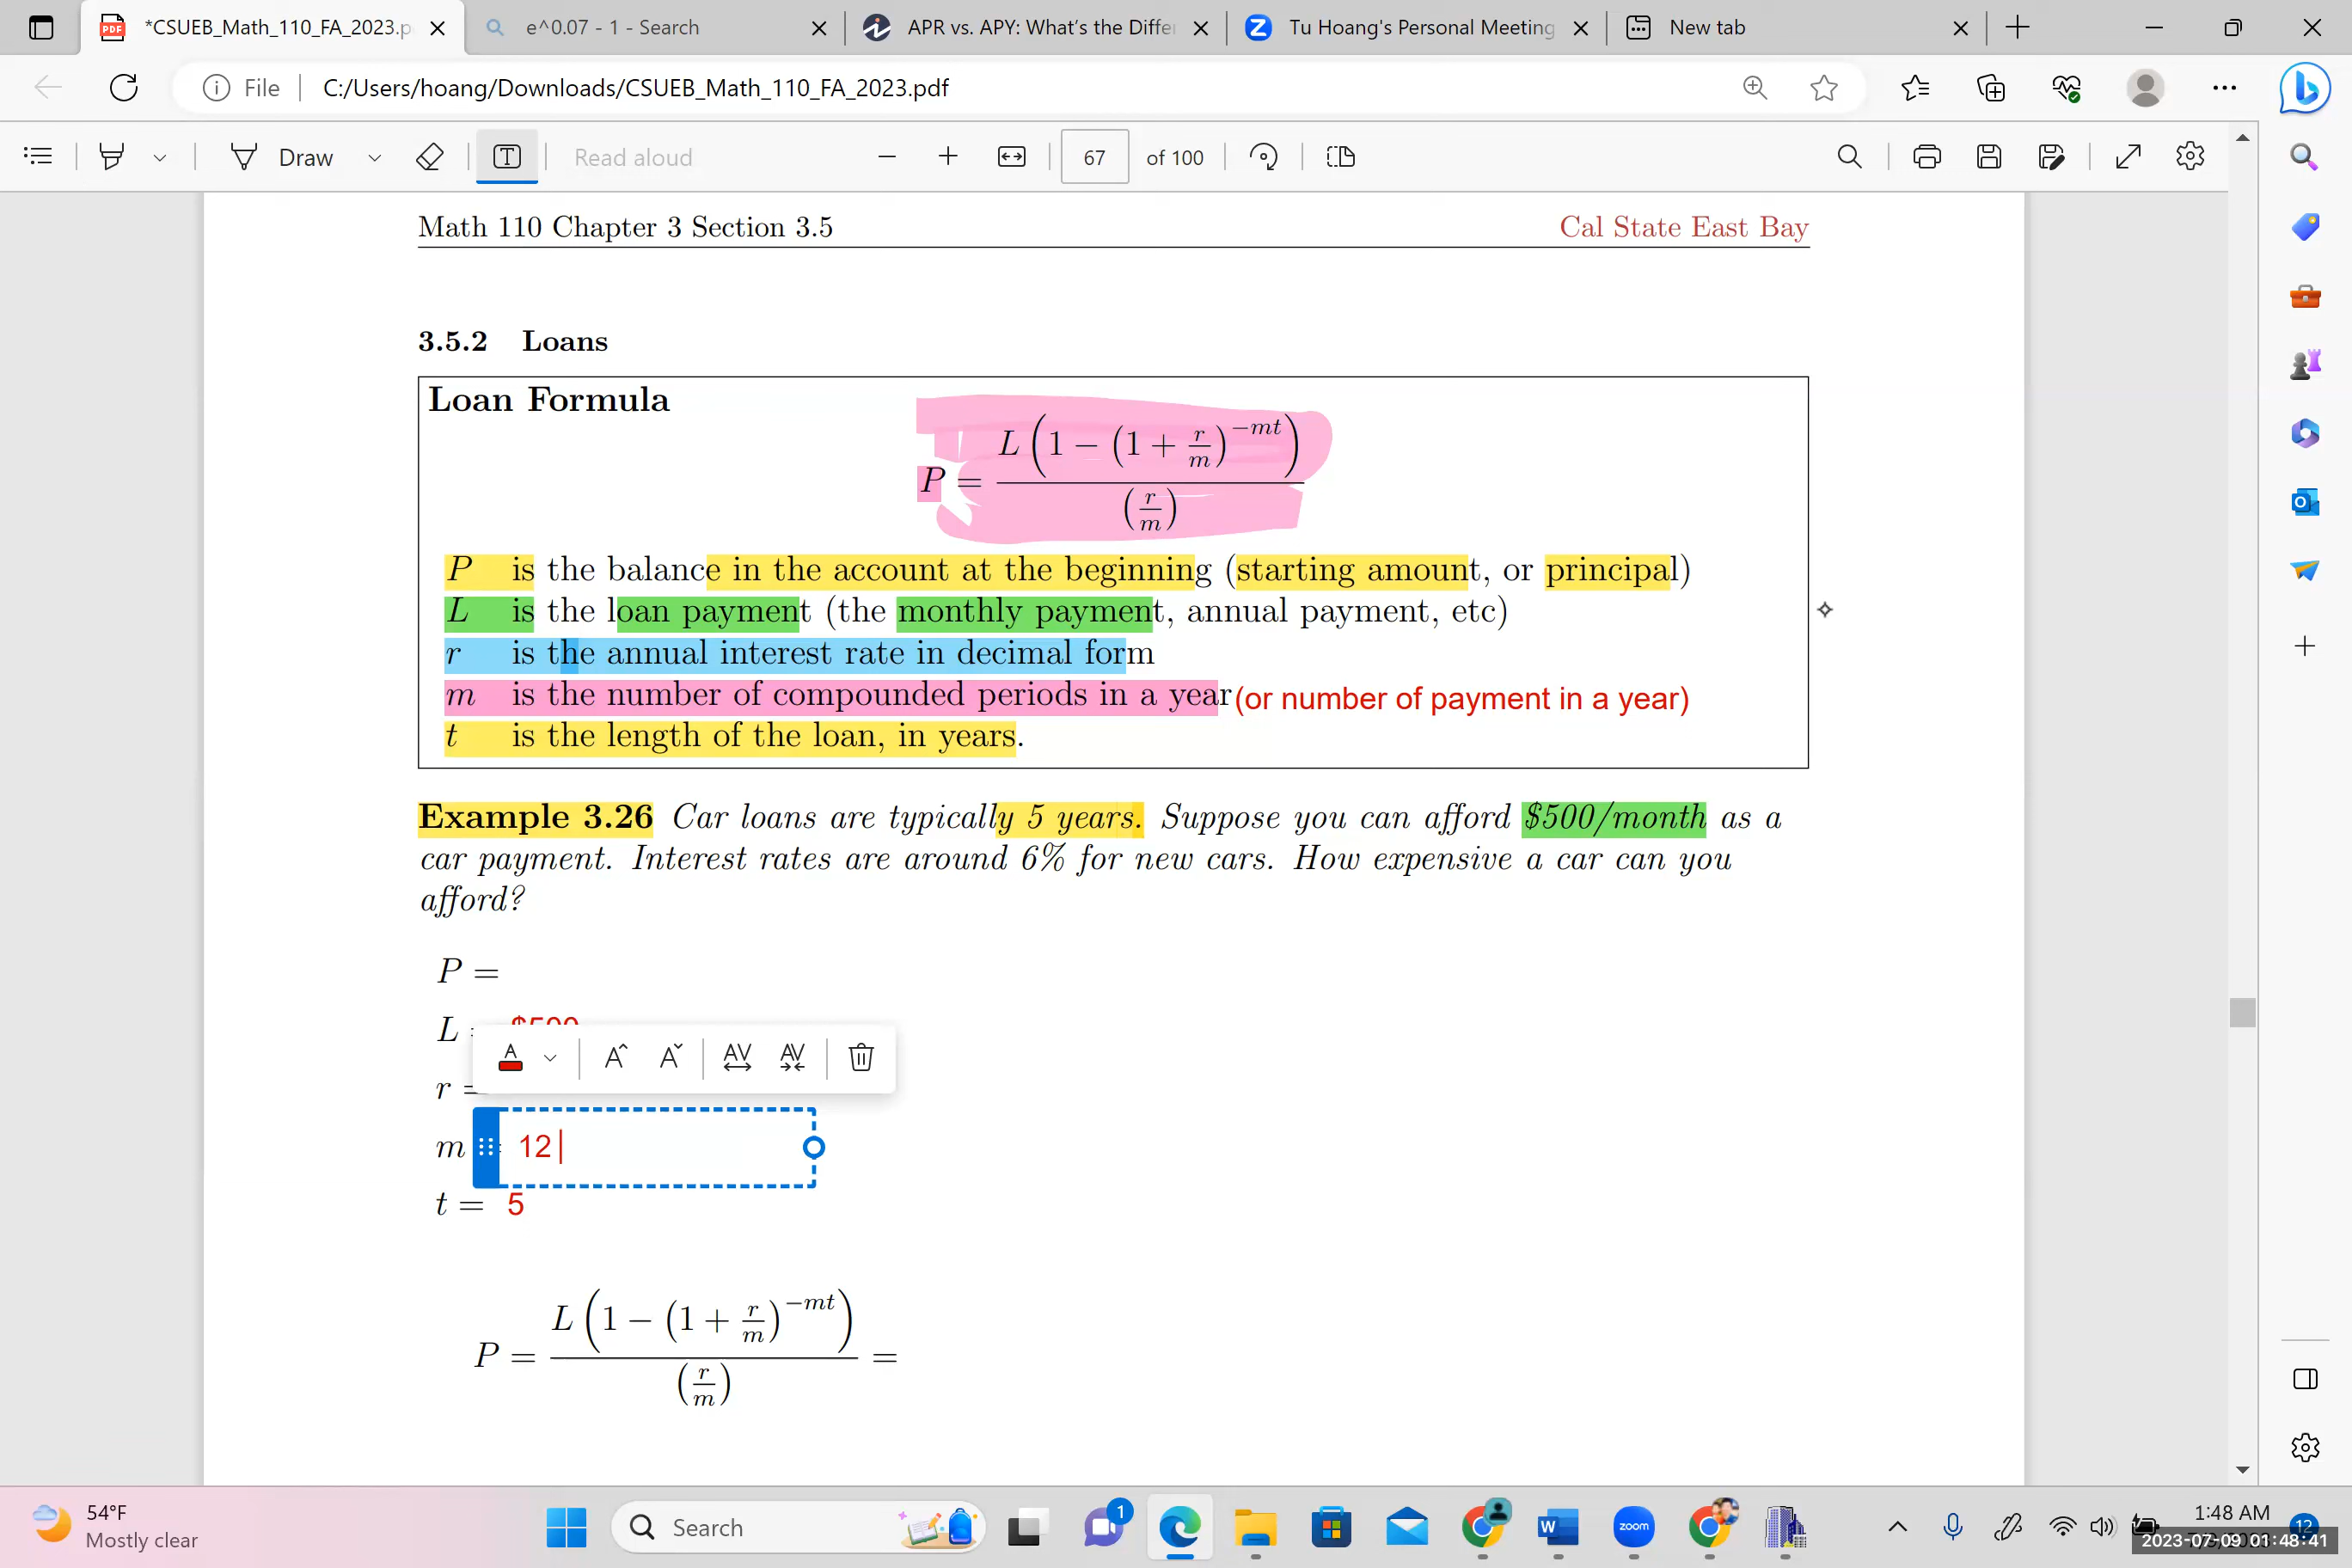 *CSUEB_Math_110_FA_2023.p
e^0.07 - 1 - Search
APR vs. APY: What's the Differ
Tu Hoang's Personal Meeting
New tab
File
C:/Users/hoang/Downloads/CSUEB_Math_110_FA_2023.pdf
Draw
Read aloud
67 of 100
Math 110 Chapter 3 Section 3.5 Cal State East Bay
3.5.2 Loans
Loan Formula
P = L(1 − (1 + r/m)^{−mt}) / (r/m)
P is the balance in the account at the beginning (starting amount, or principal)
L is the loan payment (the monthly payment, annual payment, etc)
r is the annual interest rate in decimal form
m is the number of compounded periods in a year (or number of payment in a year)
t is the length of the loan, in years.
Example 3.26 Car loans are typically 5 years. Suppose you can afford $500/month as a
car payment. Interest rates are around 6% for new cars. How expensive a car can you
afford?
P =
L = $500
r =
m 12
t = 5
P = L(1 − (1 + r/m)^{−mt}) / (r/m) =
54°F
Mostly clear
Search
1
zoom
1:48 AM
12
2023-07-09 01:48:41